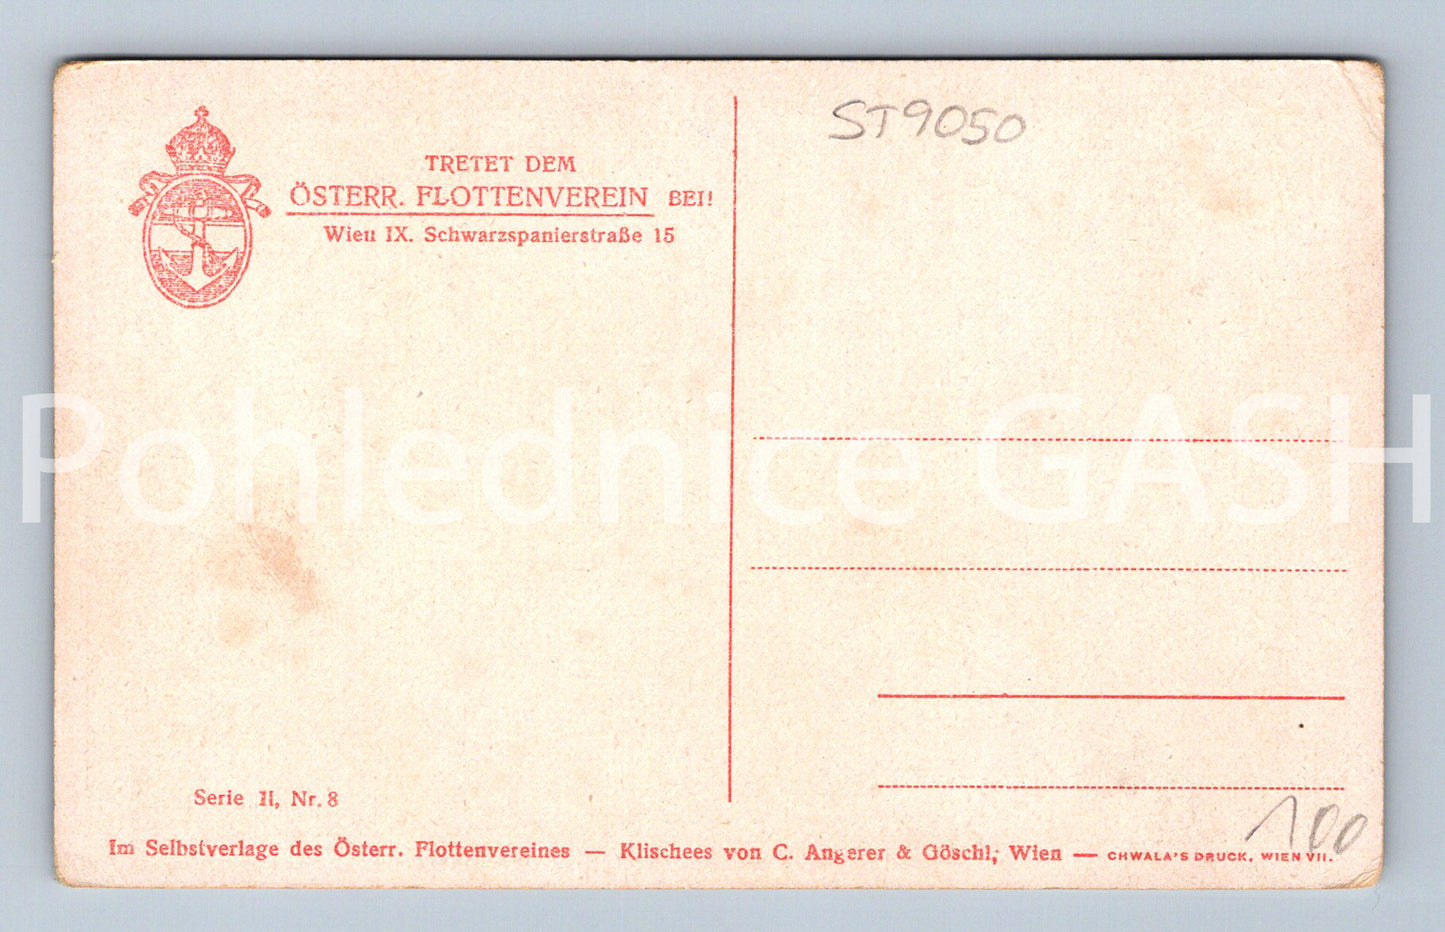 TRETET DEM
ÖSTERR. FLOTTENVEREIN BEI!
Wien IX. Schwarzspanierstraße 15
ST9050
Pohlednice GASH
Serie II, Nr. 8
100
Im Selbstverlage des Österr. Flottenvereines — Klischees von C. Angerer & Göschl, Wien — CHWALA'S DRUCK, WIEN VII.